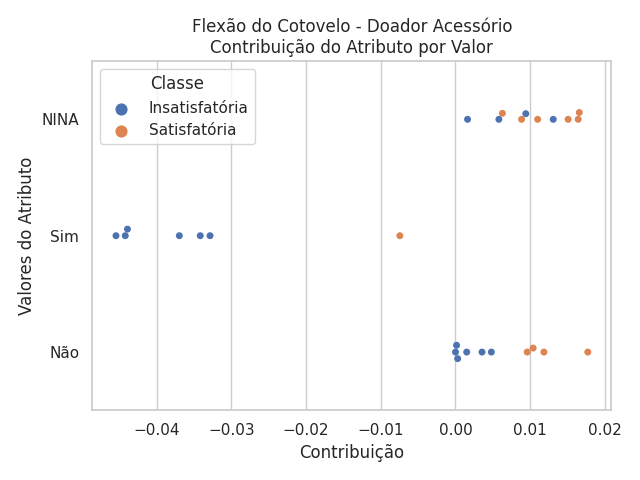 Flexão do Cotovelo - Doador Acessório
Contribuição do Atributo por Valor
Classe
Insatisfatória
Satisfatória
Valores do Atributo
NINA
Sim
Não
−0.04 −0.03 −0.02 −0.01 0.00 0.01 0.02
Contribuição